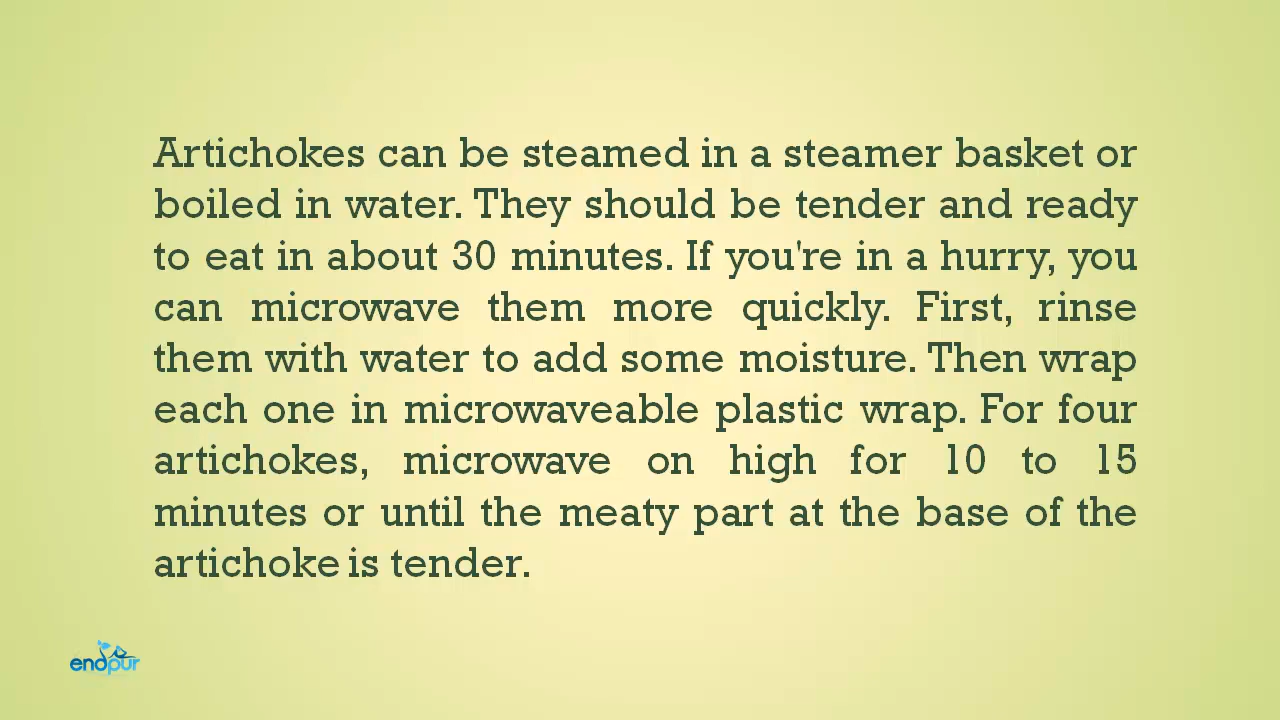 Artichokes can be steamed in a steamer basket or
boiled in water. They should be tender and ready
to eat in about 30 minutes. If you're in a hurry, you
can microwave them more quickly. First, rinse
them with water to add some moisture. Then wrap
each one in microwaveable plastic wrap. For four
artichokes, microwave on high for 10 to 15
minutes or until the meaty part at the base of the
artichoke is tender.
endpur